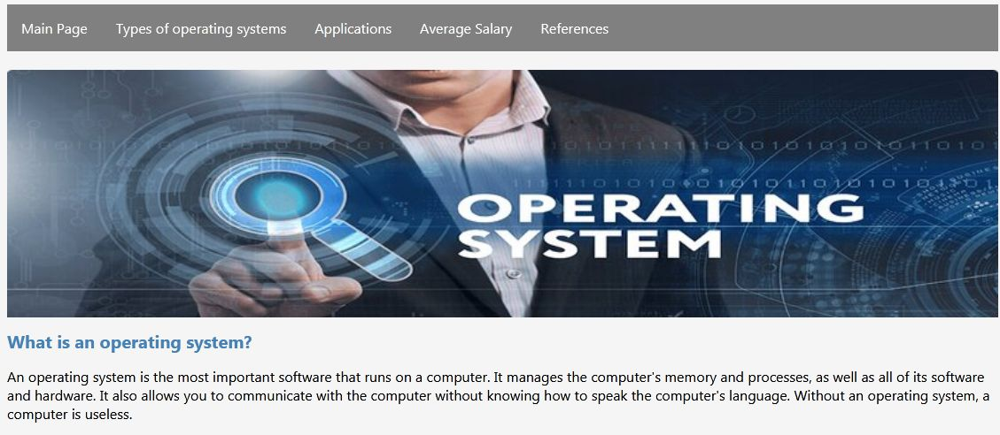 Main Page Types of operating systems Applications Average Salary References
OPERATING
SYSTEM
What is an operating system?
An operating system is the most important software that runs on a computer. It manages the computer's memory and processes, as well as all of its software
and hardware. It also allows you to communicate with the computer without knowing how to speak the computer's language. Without an operating system, a
computer is useless.